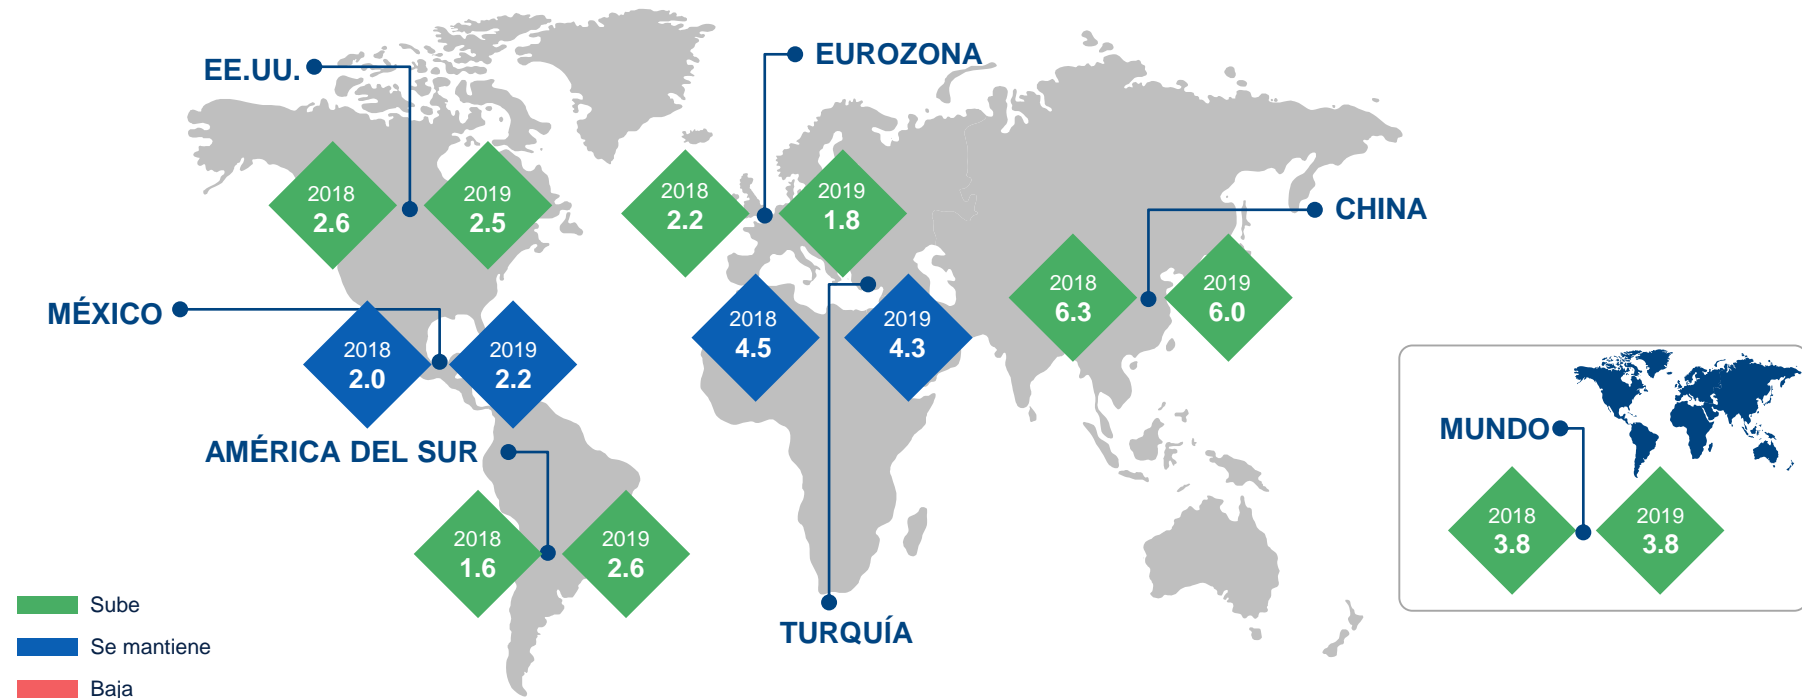 EE.UU.
2018
2.6
2019
2.5
EUROZONA
2018
2.2
2019
1.8
CHINA
2018
6.3
2019
6.0
MÉXICO
2018
2.0
2019
2.2
2018
4.5
2019
4.3
TURQUÍA
AMÉRICA DEL SUR
2018
1.6
2019
2.6
MUNDO
2018
3.8
2019
3.8
Sube
Se mantiene
Baja